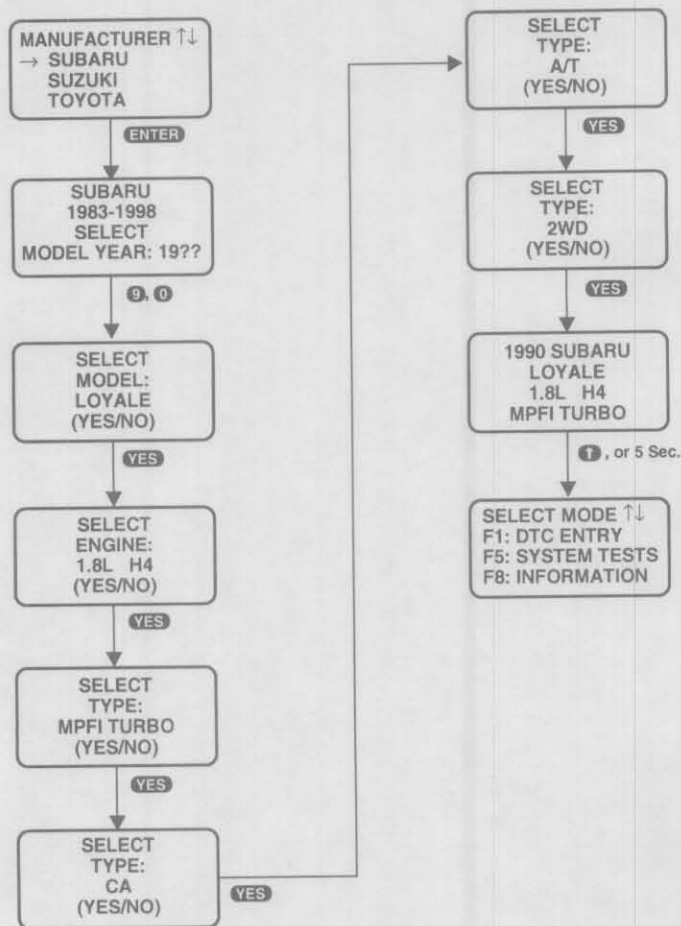 MANUFACTURER ↑↓
→ SUBARU
SUZUKI
TOYOTA
ENTER
SUBARU
1983-1998
SELECT
MODEL YEAR: 19??
9, 0
SELECT
MODEL:
LOYALE
(YES/NO)
YES
SELECT
ENGINE:
1.8L H4
(YES/NO)
YES
SELECT
TYPE:
MPFI TURBO
(YES/NO)
YES
SELECT
TYPE:
CA
(YES/NO)
YES
SELECT
TYPE:
A/T
(YES/NO)
YES
SELECT
TYPE:
2WD
(YES/NO)
YES
1990 SUBARU
LOYALE
1.8L H4
MPFI TURBO
↑, or 5 Sec.
SELECT MODE ↑↓
F1: DTC ENTRY
F5: SYSTEM TESTS
F8: INFORMATION